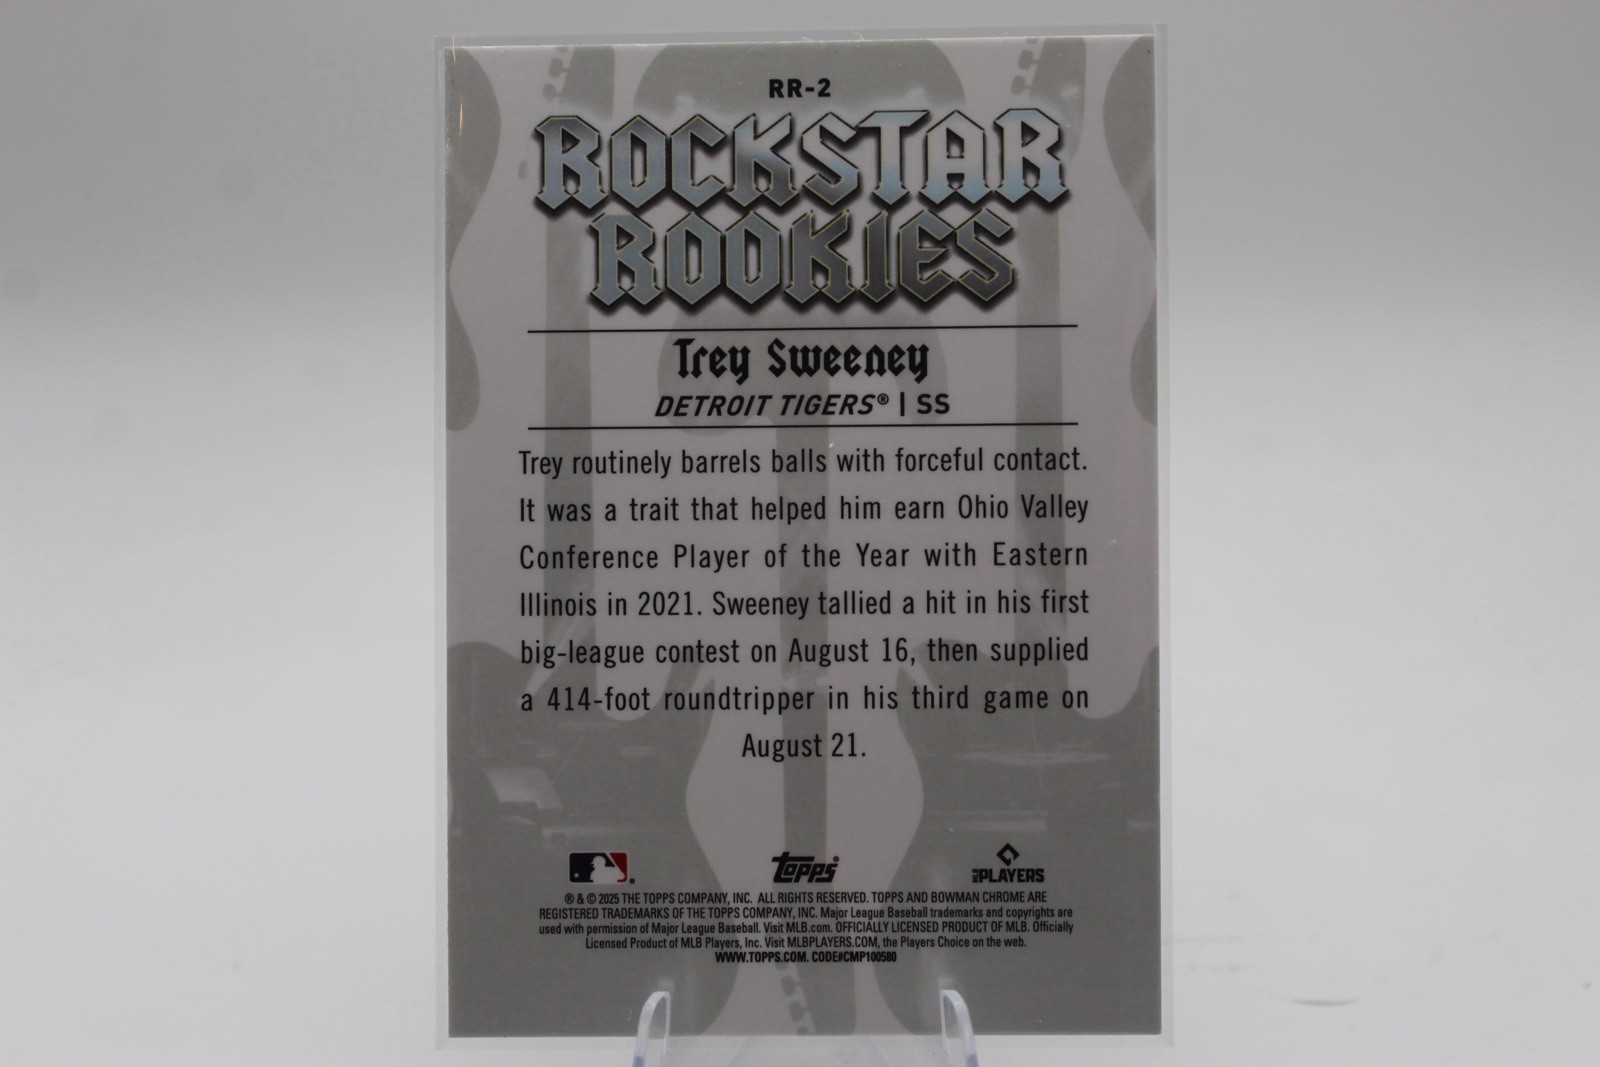 RR-2
ROCKSTAR
ROOKIES
Trey Sweeney
DETROIT TIGERS® | SS
Trey routinely barrels balls with forceful contact.
It was a trait that helped him earn Ohio Valley
Conference Player of the Year with Eastern
Illinois in 2021. Sweeney tallied a hit in his first
big-league contest on August 16, then supplied
a 414-foot roundtripper in his third game on
August 21.
topps
MLB PLAYERS
® & © 2025 THE TOPPS COMPANY, INC. ALL RIGHTS RESERVED. TOPPS AND BOWMAN CHROME ARE
REGISTERED TRADEMARKS OF THE TOPPS COMPANY, INC. Major League Baseball trademarks and copyrights are
used with permission of Major League Baseball. Visit MLB.com. OFFICIALLY LICENSED PRODUCT OF MLB. Officially
Licensed Product of MLB Players, Inc. Visit MLBPLAYERS.COM, the Players Choice on the web.
WWW.TOPPS.COM. CODE#CMP100580